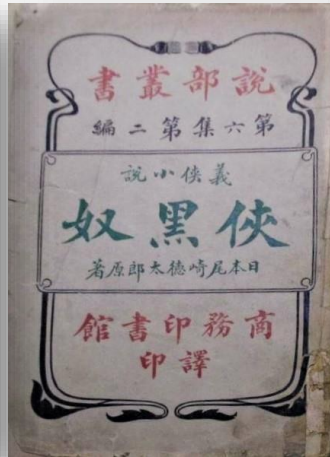 說部叢書
第六集第二編
義俠小說
俠黑奴
日本尾崎德太郎原著
商務印書館
譯印